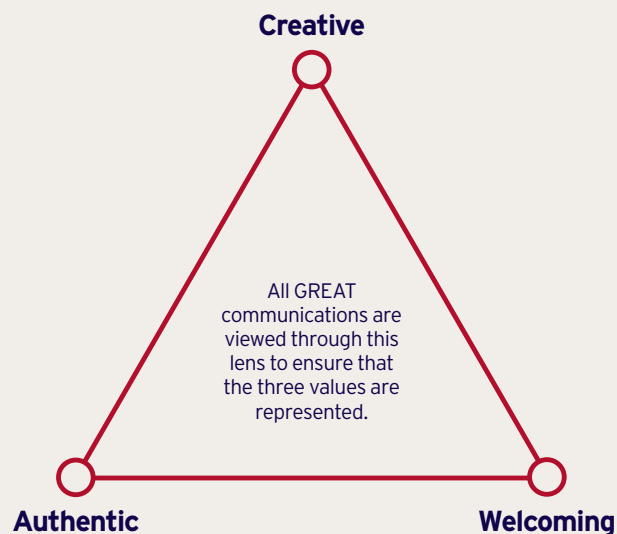 Creative
All GREAT
communications are
viewed through this
lens to ensure that
the three values are
represented.
Authentic
Welcoming